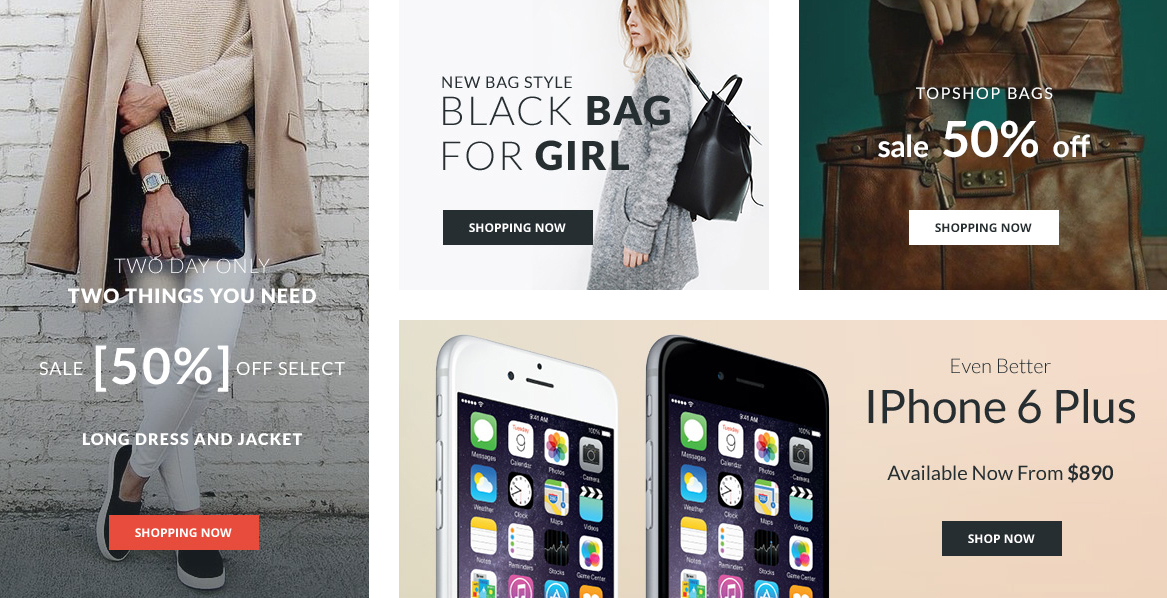 TWO DAY ONLY
TWO THINGS YOU NEED
SALE [50%] OFF SELECT
LONG DRESS AND JACKET
SHOPPING NOW
NEW BAG STYLE
BLACK BAG
FOR GIRL
SHOPPING NOW
TOPSHOP BAGS
sale 50% off
SHOPPING NOW
9:41 AM 100%
Tuesday
9
Messages Calendar Photos Camera
280
Weather Clock Maps Videos
Notes Reminders Stocks Game Center
9:41 AM 100%
Tuesday
9
Messages Calendar Photos Camera
280
Weather Clock Maps Videos
Notes Reminders Stocks Game Center
Even Better
IPhone 6 Plus
Available Now From $890
SHOP NOW